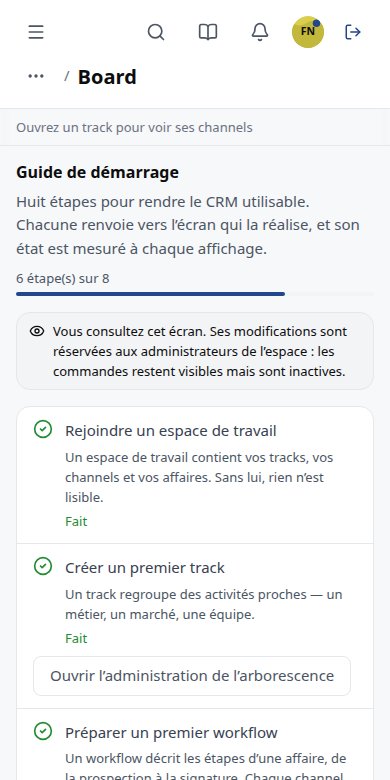 FN
/ Board
Ouvrez un track pour voir ses channels
Guide de démarrage
Huit étapes pour rendre le CRM utilisable.
Chacune renvoie vers l’écran qui la réalise, et son
état est mesuré à chaque affichage.
6 étape(s) sur 8
Vous consultez cet écran. Ses modifications sont
réservées aux administrateurs de l’espace : les
commandes restent visibles mais sont inactives.
Rejoindre un espace de travail
Un espace de travail contient vos tracks, vos
channels et vos affaires. Sans lui, rien n’est
lisible.
Fait
Créer un premier track
Un track regroupe des activités proches — un
métier, un marché, une équipe.
Fait
Ouvrir l’administration de l’arborescence
Préparer un premier workflow
Un workflow décrit les étapes d’une affaire, de
la prospection à la signature. Chaque channel